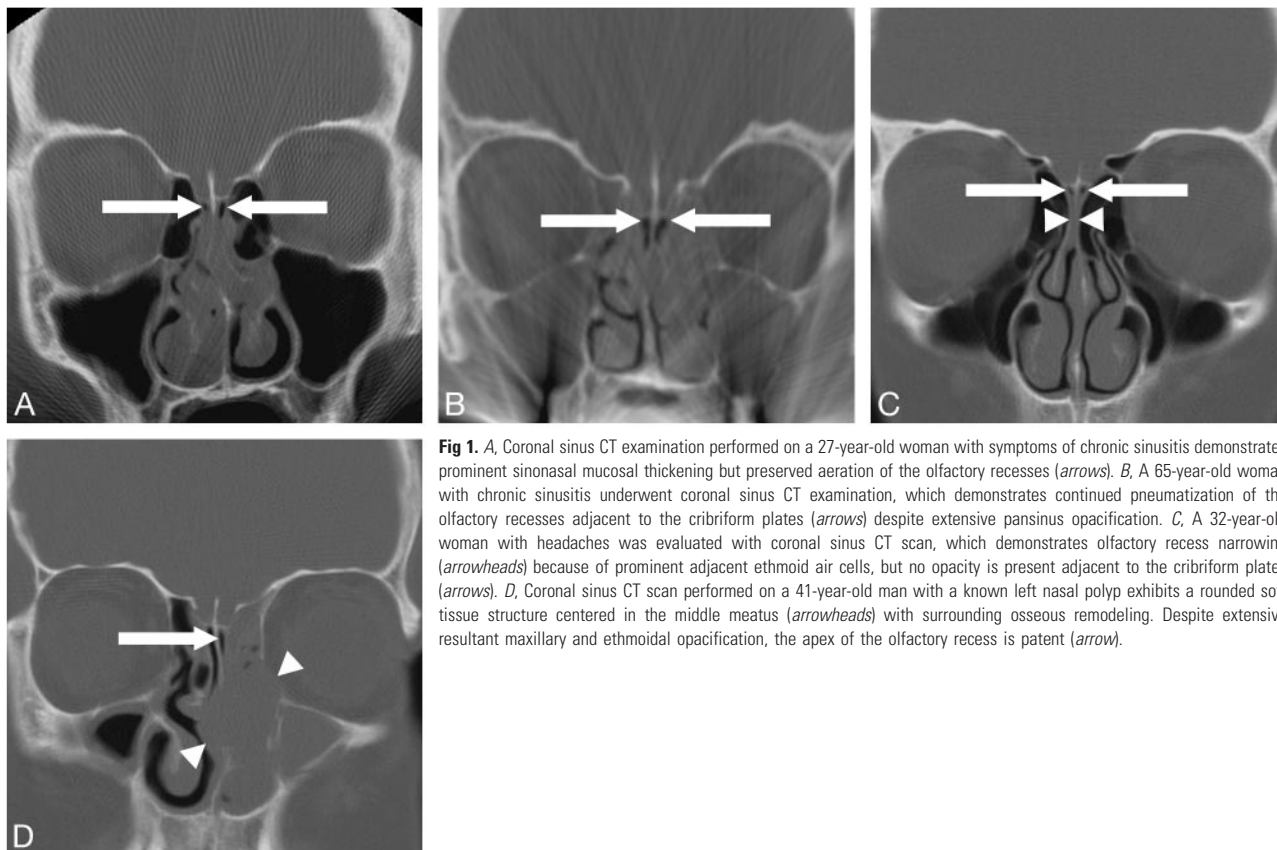 A
B
C
D
Fig 1. A, Coronal sinus CT examination performed on a 27-year-old woman with symptoms of chronic sinusitis demonstrate
prominent sinonasal mucosal thickening but preserved aeration of the olfactory recesses (arrows). B, A 65-year-old woma
with chronic sinusitis underwent coronal sinus CT examination, which demonstrates continued pneumatization of th
olfactory recesses adjacent to the cribriform plates (arrows) despite extensive pansinus opacification. C, A 32-year-ol
woman with headaches was evaluated with coronal sinus CT scan, which demonstrates olfactory recess narrowin
(arrowheads) because of prominent adjacent ethmoid air cells, but no opacity is present adjacent to the cribriform plate
(arrows). D, Coronal sinus CT scan performed on a 41-year-old man with a known left nasal polyp exhibits a rounded so
tissue structure centered in the middle meatus (arrowheads) with surrounding osseous remodeling. Despite extensiv
resultant maxillary and ethmoidal opacification, the apex of the olfactory recess is patent (arrow).